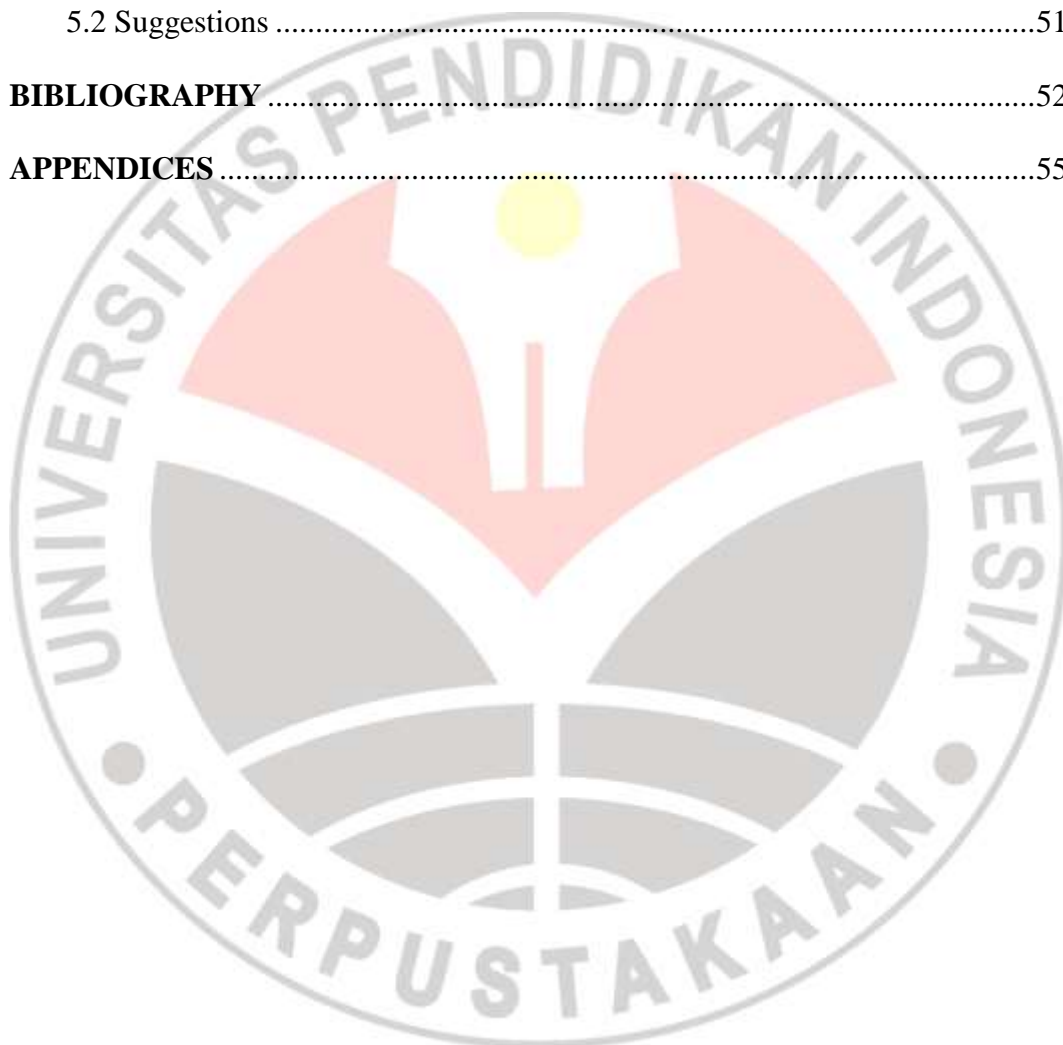 5.2 Suggestions ....................................................................................51
BIBLIOGRAPHY ....................................................................................52
APPENDICES ..........................................................................................55
UNIVERSITAS PENDIDIKAN INDONESIA
PERPUSTAKAAN